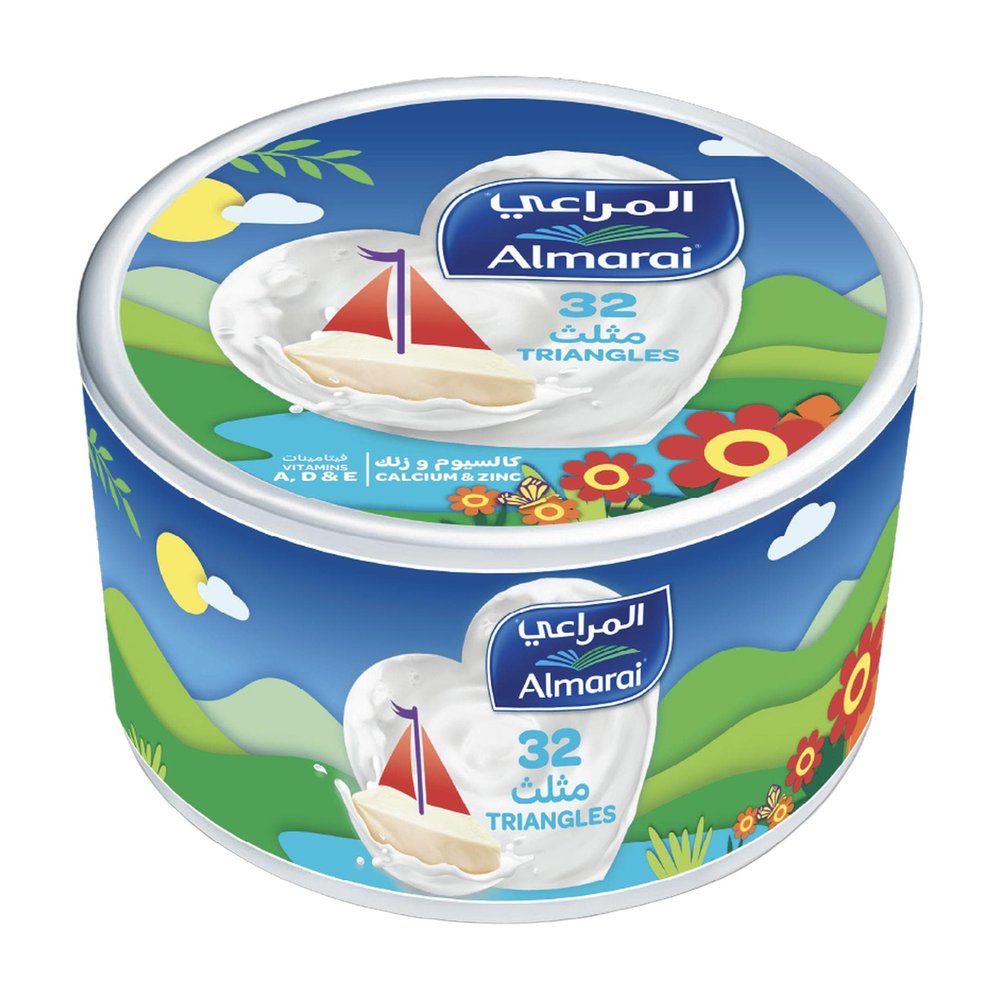 المراعي
Almarai
32
مثلث
TRIANGLES
فيتامينات
VITAMINS
A, D & E
كالسيوم و زنك
CALCIUM & ZINC
المراعي
Almarai
32
مثلث
TRIANGLES